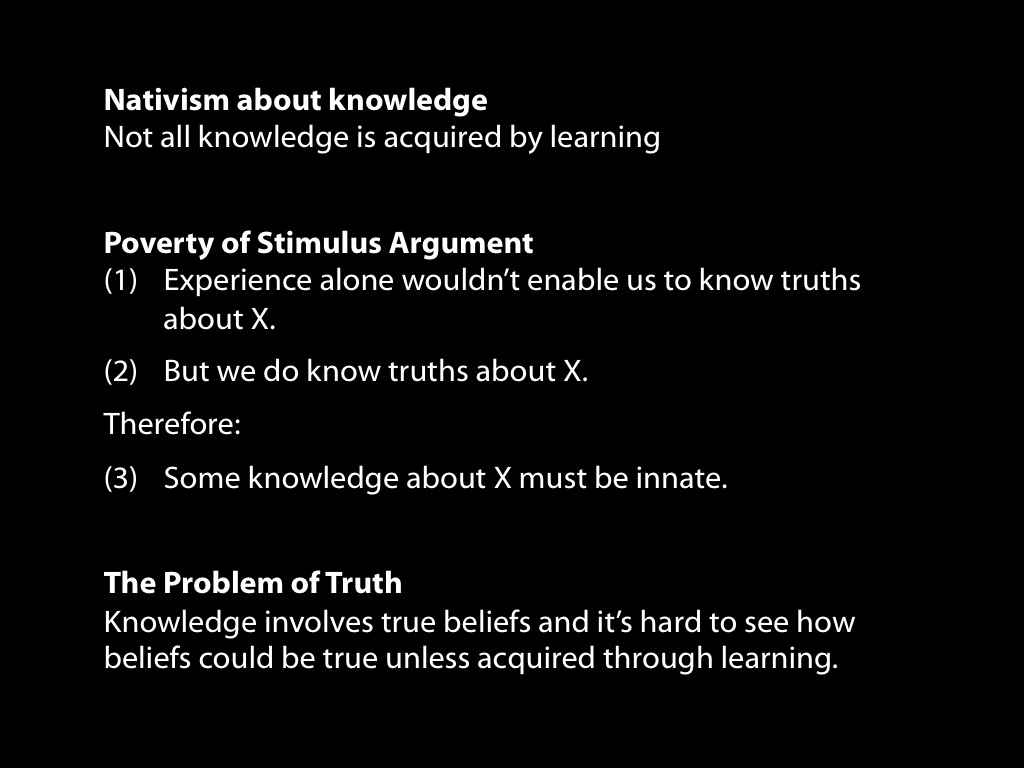 Nativism about knowledge
Not all knowledge is acquired by learning
Poverty of Stimulus Argument
(1) Experience alone wouldn’t enable us to know truths
about X.
(2) But we do know truths about X.
Therefore:
(3) Some knowledge about X must be innate.
The Problem of Truth
Knowledge involves true beliefs and it’s hard to see how
beliefs could be true unless acquired through learning.